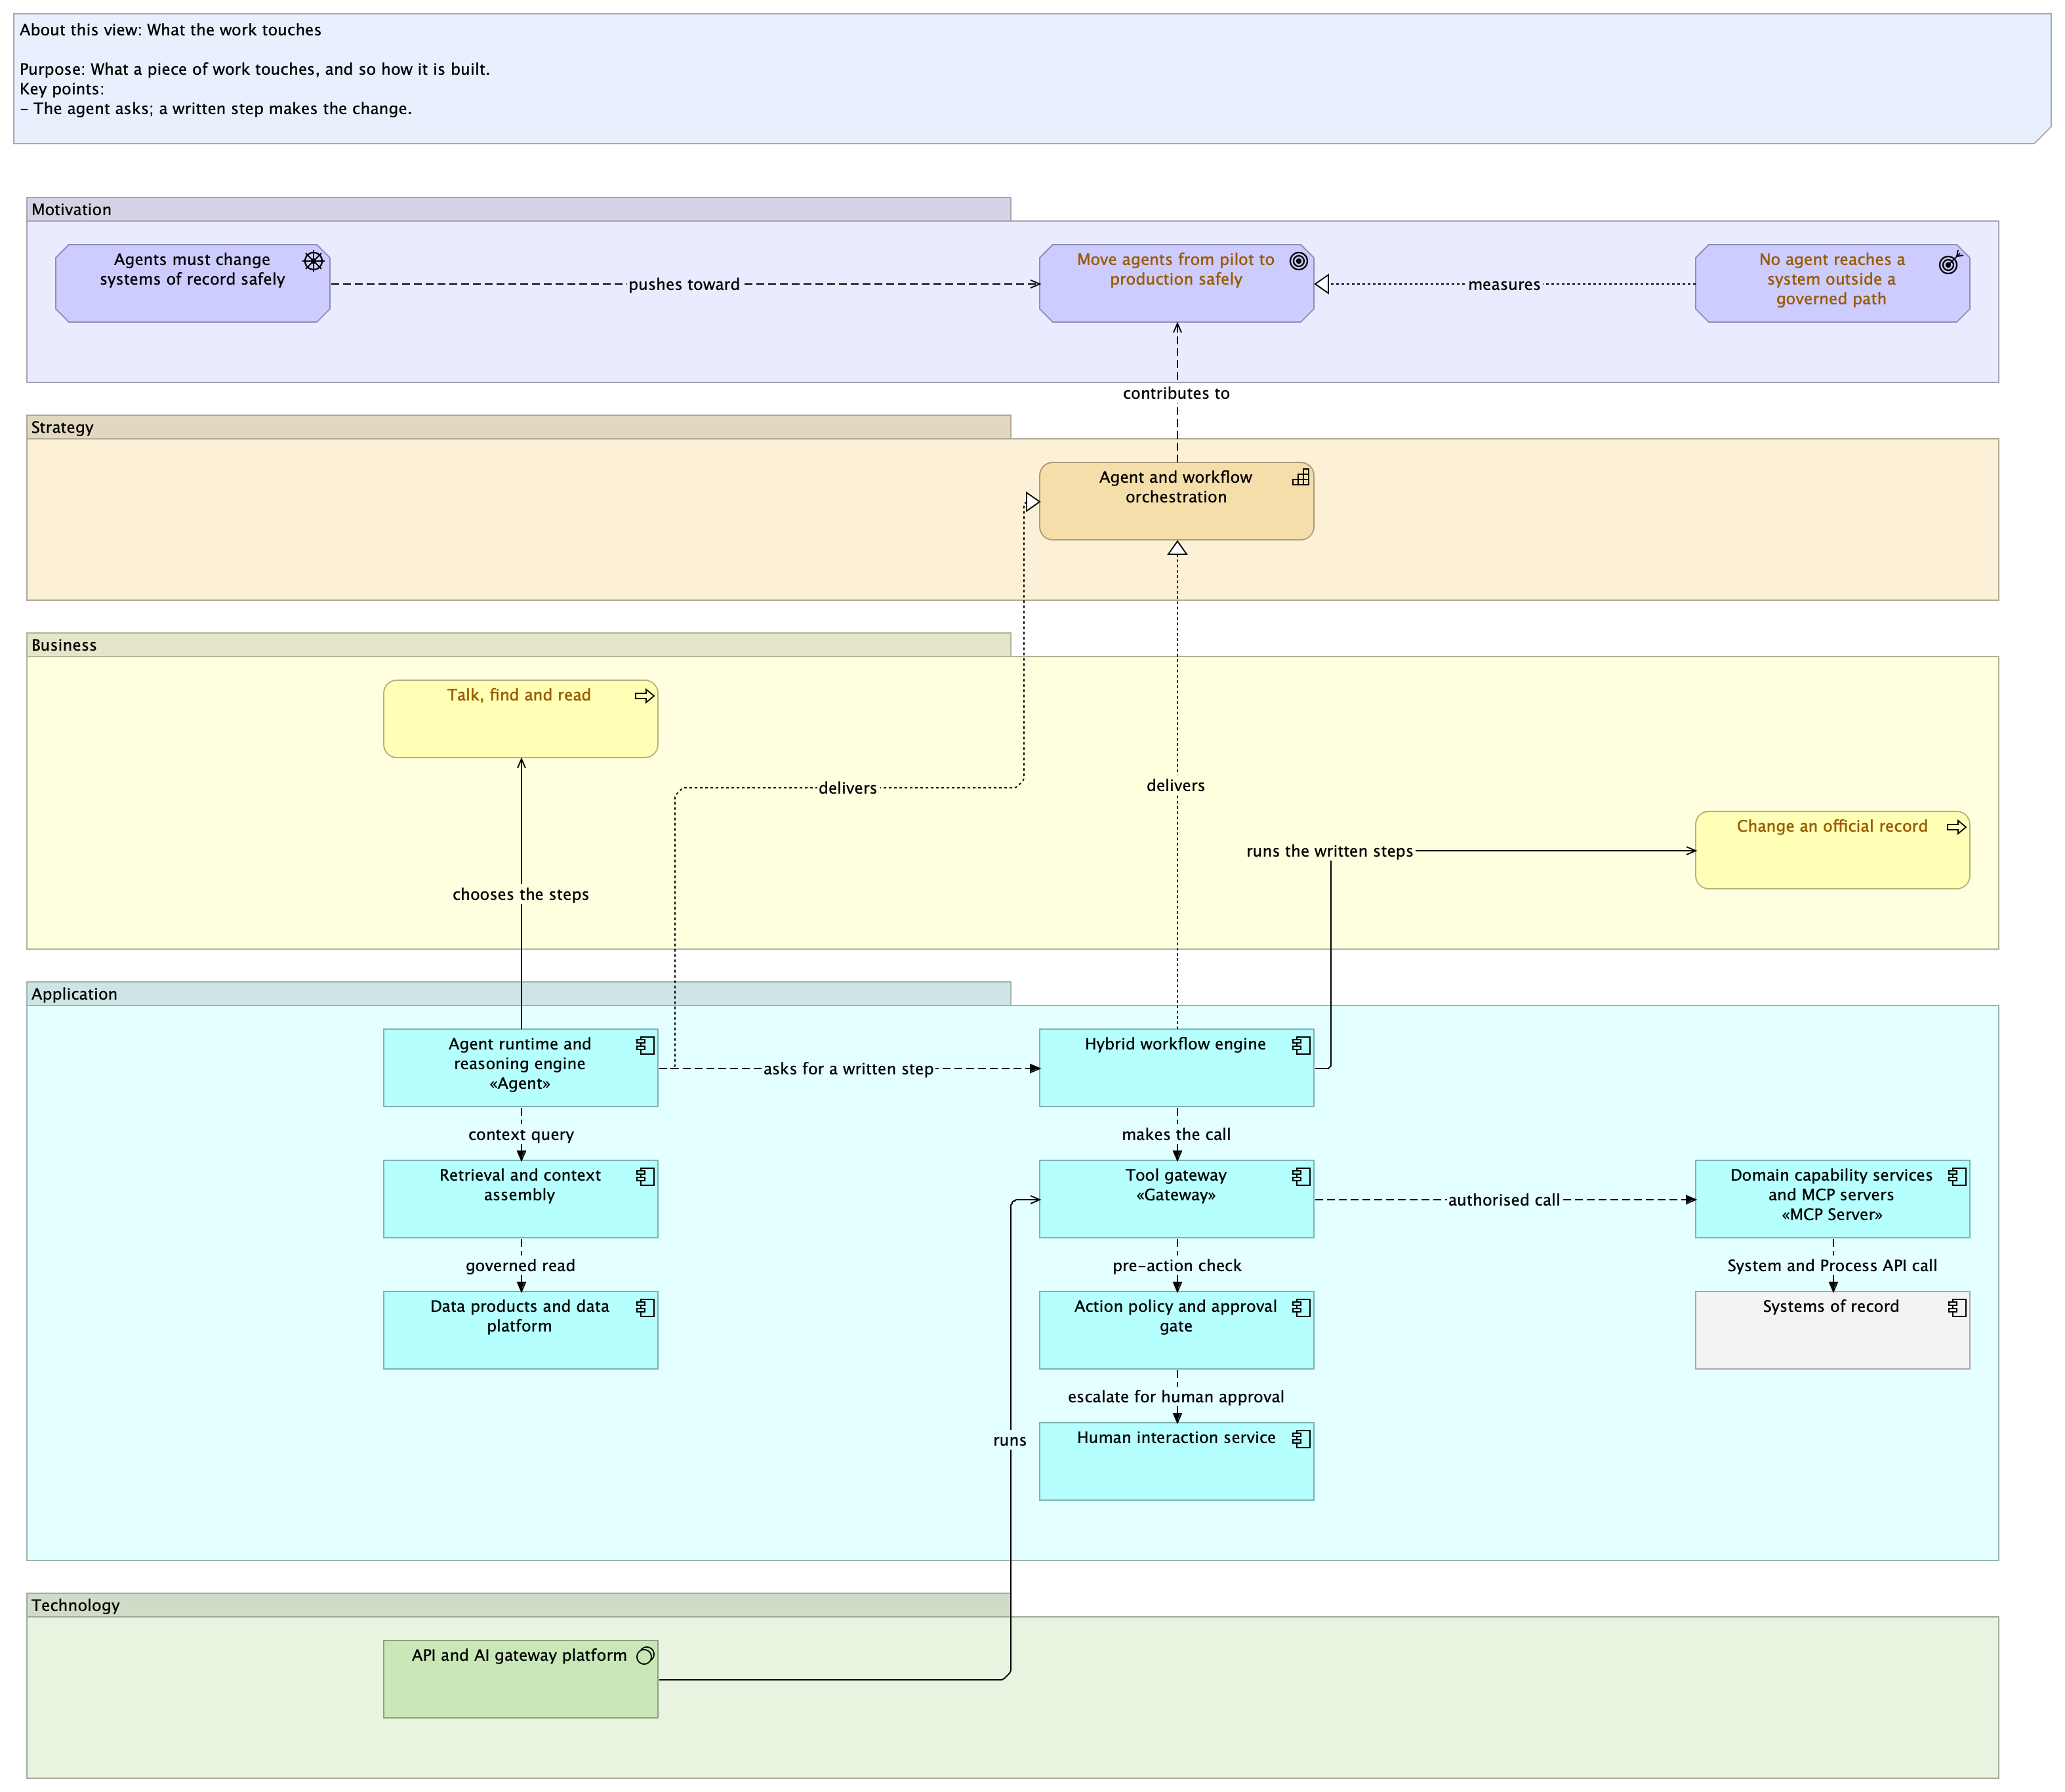 About this view: What the work touches
Purpose: What a piece of work touches, and so how it is built.
Key points:
– The agent asks; a written step makes the change.
Motivation
Agents must change
systems of record safely
pushes toward
Move agents from pilot to
production safely
measures
No agent reaches a
system outside a
governed path
contributes to
Strategy
Agent and workflow
orchestration
Business
Talk, find and read
delivers
delivers
Change an official record
runs the written steps
chooses the steps
Application
Agent runtime and
reasoning engine
«Agent»
asks for a written step
Hybrid workflow engine
context query
makes the call
Retrieval and context
assembly
Tool gateway
«Gateway»
authorised call
Domain capability services
and MCP servers
«MCP Server»
governed read
pre-action check
System and Process API call
Data products and data
platform
Action policy and approval
gate
Systems of record
escalate for human approval
Human interaction service
runs
Technology
API and AI gateway platform